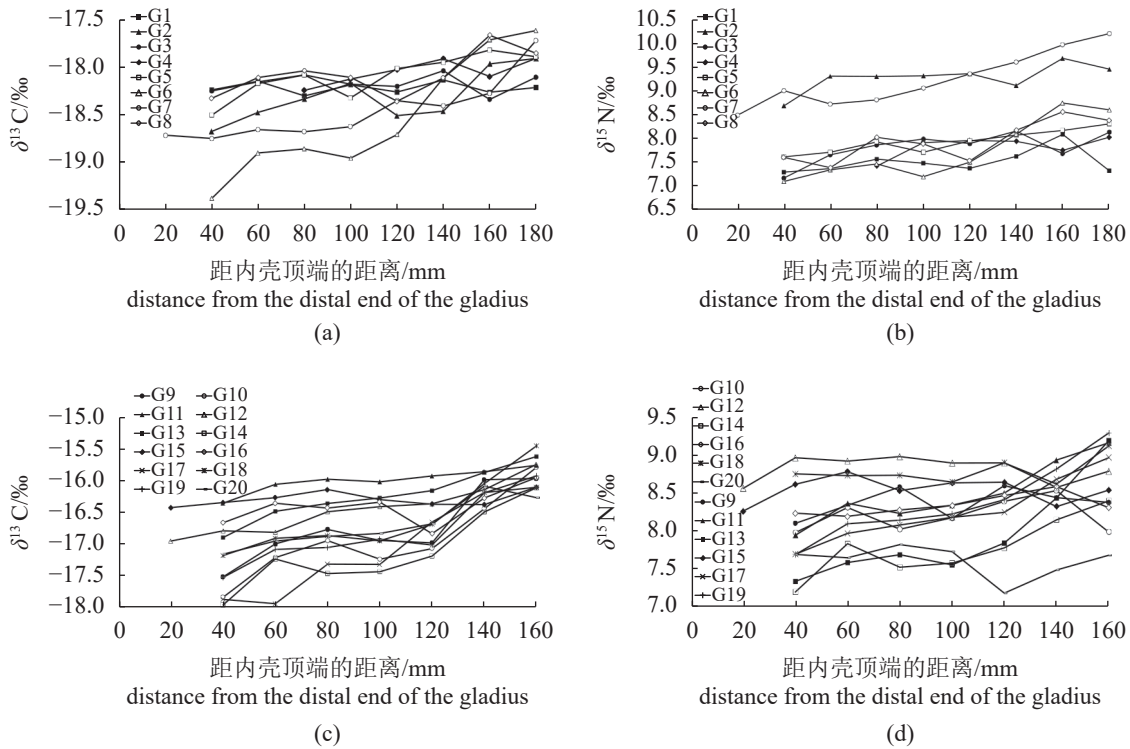 −17.5
−18.0
−18.5
−19.0
−19.5
G1
G2
G3
G4
G5
G6
G7
G8
δ¹³C/‰
0 20 40 60 80 100 120 140 160 180
距内壳顶端的距离/mm
distance from the distal end of the gladius
(a)
10.5
10.0
9.5
9.0
8.5
8.0
7.5
7.0
6.5
G1
G2
G3
G4
G5
G6
G7
G8
δ¹⁵N/‰
0 20 40 60 80 100 120 140 160 180
距内壳顶端的距离/mm
distance from the distal end of the gladius
(b)
−15.0
−15.5
−16.0
−16.5
−17.0
−17.5
−18.0
G9 G10
G11 G12
G13 G14
G15 G16
G17 G18
G19 G20
δ¹³C/‰
0 20 40 60 80 100 120 140 160
距内壳顶端的距离/mm
distance from the distal end of the gladius
(c)
9.5
9.0
8.5
8.0
7.5
7.0
G10
G12
G14
G16
G18
G20
G9
G11
G13
G15
G17
G19
δ¹⁵N/‰
0 20 40 60 80 100 120 140 160
距内壳顶端的距离/mm
distance from the distal end of the gladius
(d)